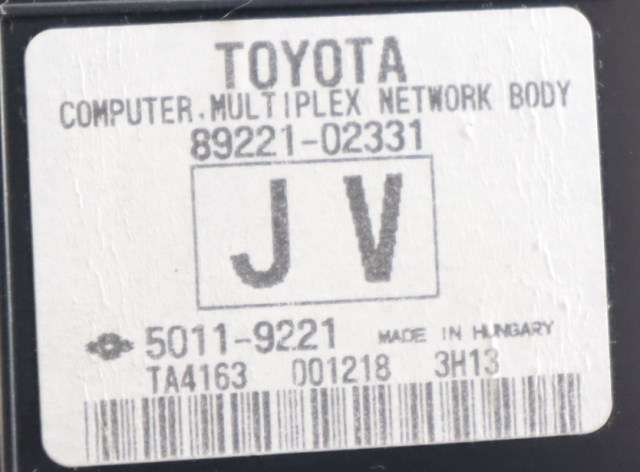 TOYOTA
COMPUTER.MULTIPLEX NETWORK BODY
89221-02331
J V
5011-9221 MADE IN HUNGARY
TA4163 001218 3H13